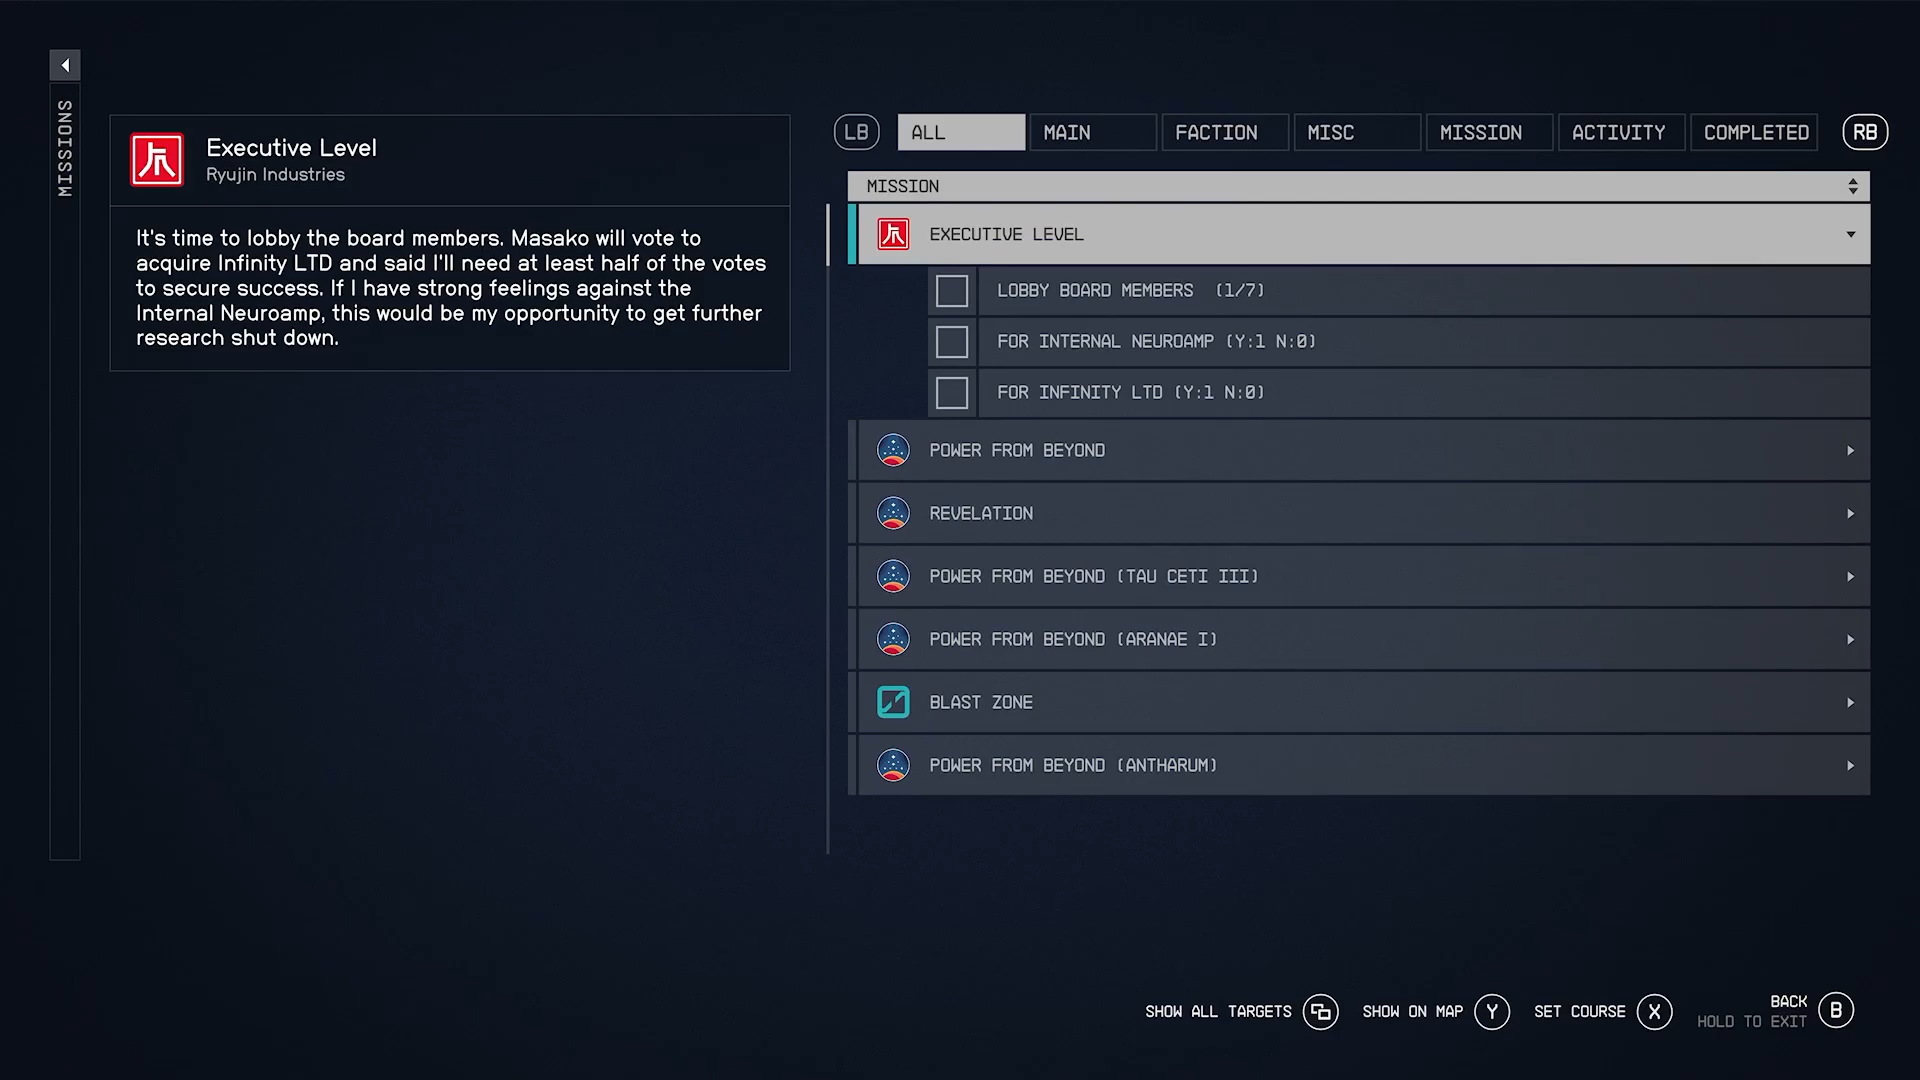 MISSIONS
Executive Level
Ryujin Industries
It's time to lobby the board members. Masako will vote to
acquire Infinity LTD and said I'll need at least half of the votes
to secure success. If I have strong feelings against the
Internal Neuroamp, this would be my opportunity to get further
research shut down.
LB ALL MAIN FACTION MISC MISSION ACTIVITY COMPLETED RB
MISSION
EXECUTIVE LEVEL
LOBBY BOARD MEMBERS (1/7)
FOR INTERNAL NEUROAMP (Y:1 N:0)
FOR INFINITY LTD (Y:1 N:0)
POWER FROM BEYOND
REVELATION
POWER FROM BEYOND (TAU CETI III)
POWER FROM BEYOND (ARANAE I)
BLAST ZONE
POWER FROM BEYOND (ANTHARUM)
SHOW ALL TARGETS SHOW ON MAP Y SET COURSE X BACK B
HOLD TO EXIT